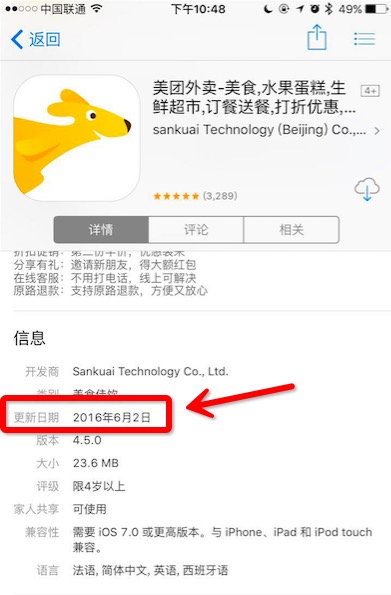 中国联通 下午10:48 49%
返回
美团外卖-美食,水果蛋糕,生
鲜超市,订餐送餐,打折优惠,...
4+
sankuai Technology (Beijing) Co.,...
(3,289)
详情 评论 相关
折扣促销：第二份半价，优惠袭来
分享有礼：邀请新朋友，得大额红包
在线客服：不用打电话，线上可解决
原路退款：支持原路退款，方便又放心
信息
开发商 Sankuai Technology Co., Ltd.
类别 美食佳饮
更新日期 2016年6月2日
版本 4.5.0
大小 23.6 MB
评级 限4岁以上
家人共享 可使用
兼容性 需要 iOS 7.0 或更高版本。与 iPhone、iPad 和 iPod touch
兼容。
语言 法语, 简体中文, 英语, 西班牙语